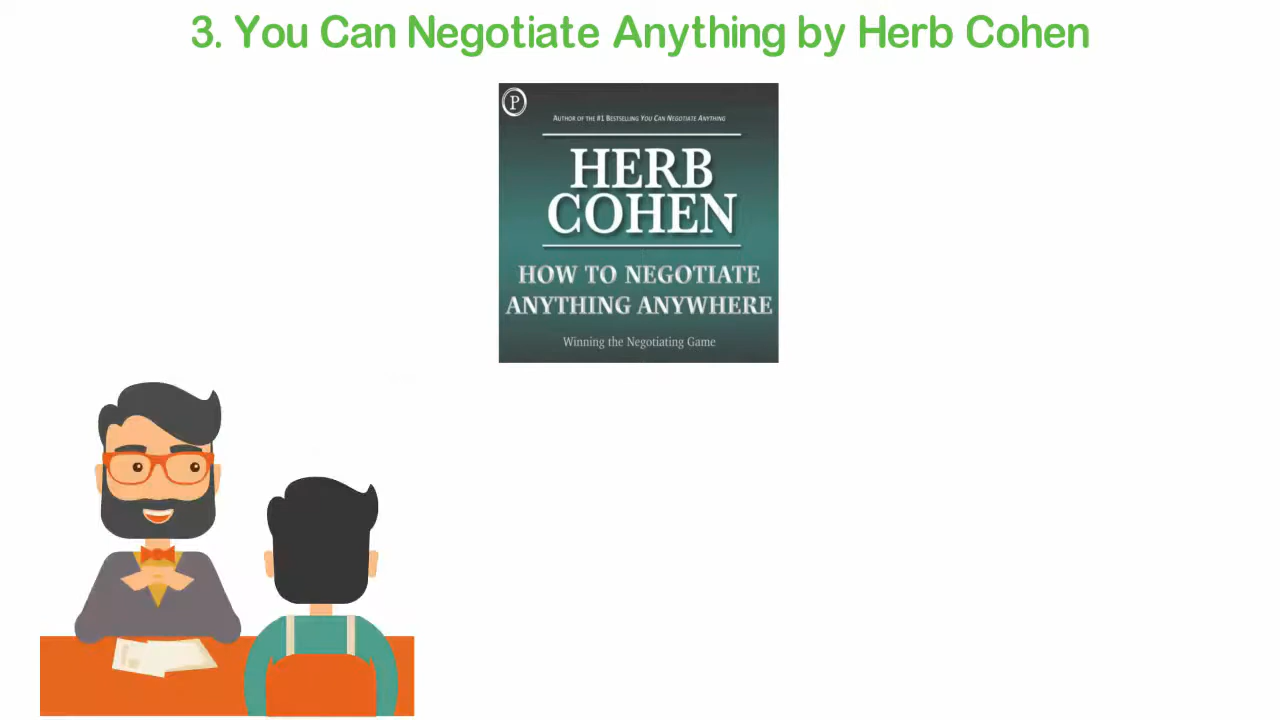 3. You Can Negotiate Anything by Herb Cohen
P
AUTHOR OF THE #1 BESTSELLING YOU CAN NEGOTIATE ANYTHING
HERB
COHEN
HOW TO NEGOTIATE
ANYTHING ANYWHERE
Winning the Negotiating Game